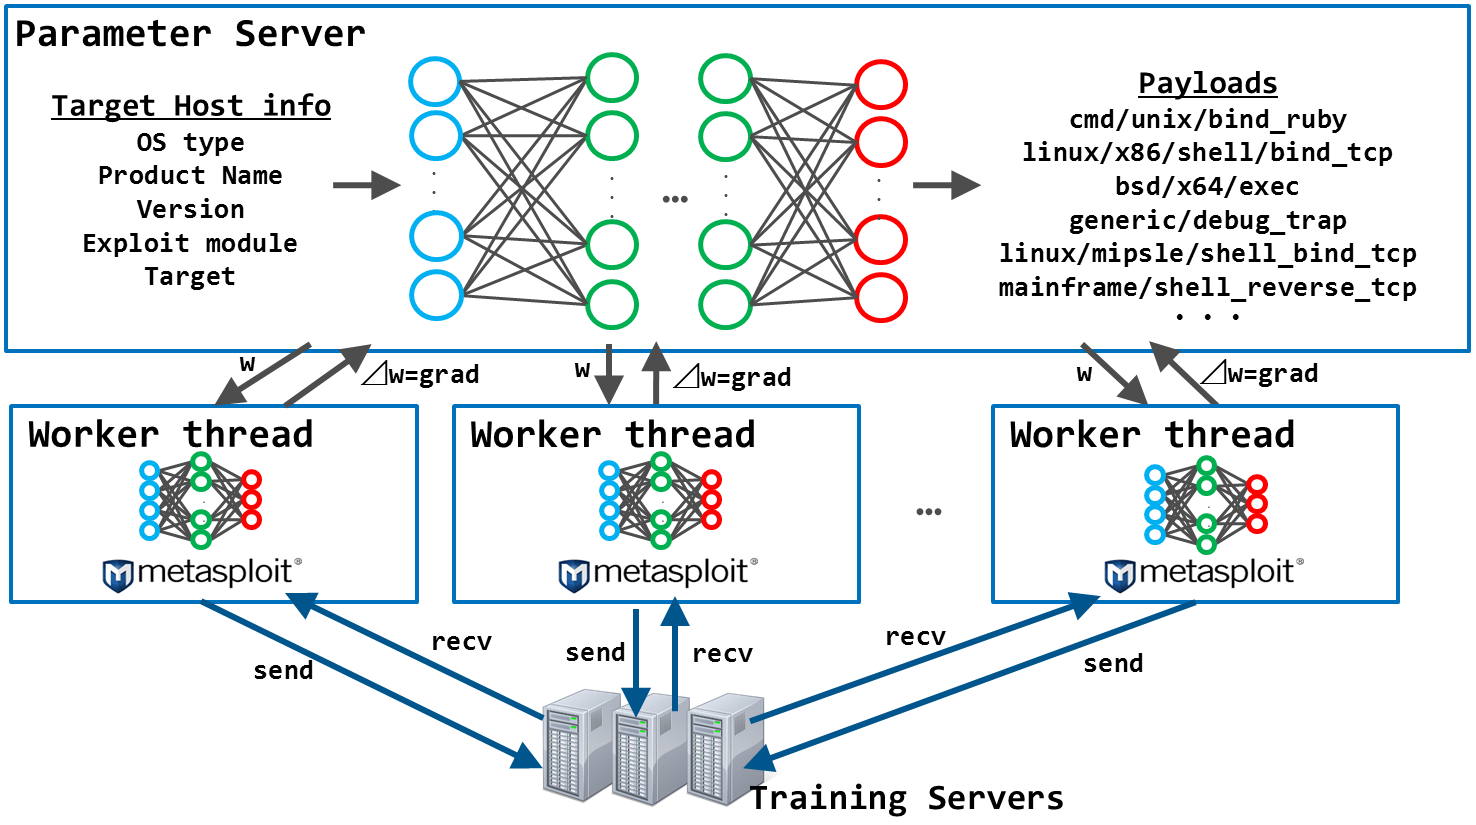 Parameter Server
Target Host info
OS type
Product Name
Version
Exploit module
Target
...
Payloads
cmd/unix/bind_ruby
linux/x86/shell/bind_tcp
bsd/x64/exec
generic/debug_trap
linux/mipsle/shell_bind_tcp
mainframe/shell_reverse_tcp
· · ·
w
⊿w=grad
w
⊿w=grad
w
⊿w=grad
Worker thread
metasploit®
Worker thread
metasploit®
...
Worker thread
metasploit®
send
recv
send
recv
recv
send
Training Servers